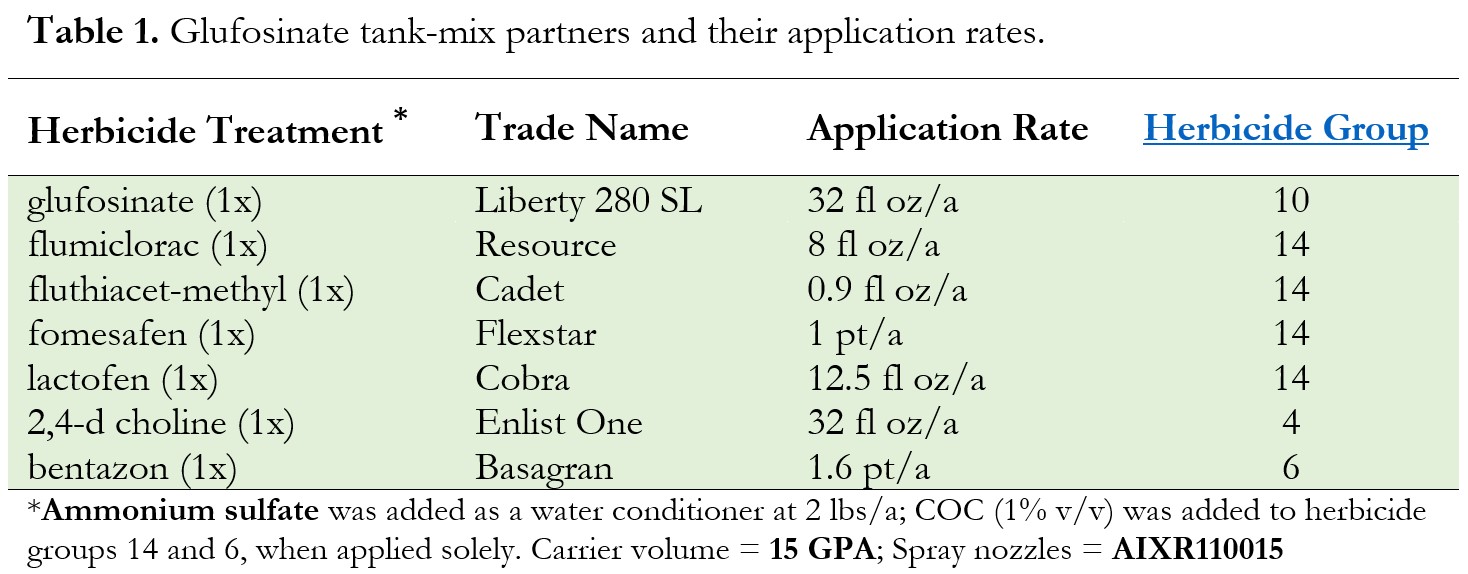 Table 1. Glufosinate tank-mix partners and their application rates.
Herbicide Treatment * Trade Name Application Rate Herbicide Group
glufosinate (1x) Liberty 280 SL 32 fl oz/a 10
flumiclorac (1x) Resource 8 fl oz/a 14
fluthiacet-methyl (1x) Cadet 0.9 fl oz/a 14
fomesafen (1x) Flexstar 1 pt/a 14
lactofen (1x) Cobra 12.5 fl oz/a 14
2,4-d choline (1x) Enlist One 32 fl oz/a 4
bentazon (1x) Basagran 1.6 pt/a 6
*Ammonium sulfate was added as a water conditioner at 2 lbs/a; COC (1% v/v) was added to herbicide
groups 14 and 6, when applied solely. Carrier volume = 15 GPA; Spray nozzles = AIXR110015